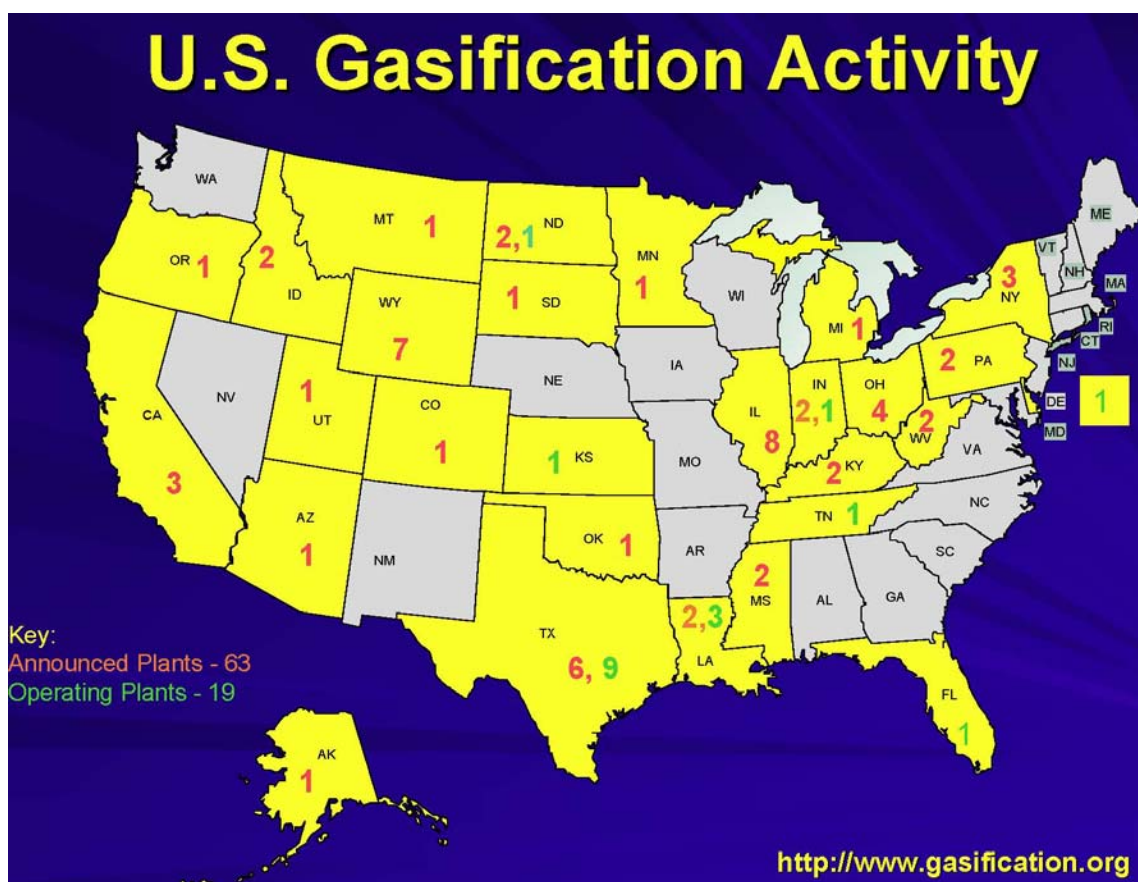 U.S. Gasification Activity
WA
MT 1
ND
2,1
MN
1
OR 1
2
ID
WY
7
1 SD
WI
MI 1
3
NY
VT
NH
ME
MA
RI
CT
NJ
2 PA
DE
MD
1
NV
CA
3
1
UT
CO
1
NE
IA
IL
8
IN
2,1
OH
4
2
WV
VA
1 KS
MO
2 KY
TN 1
NC
SC
AZ
1
NM
OK 1
AR
2
MS
AL
GA
TX
6, 9
2,3
LA
FL
1
Key:
Announced Plants - 63
Operating Plants - 19
AK
1
http://www.gasification.org